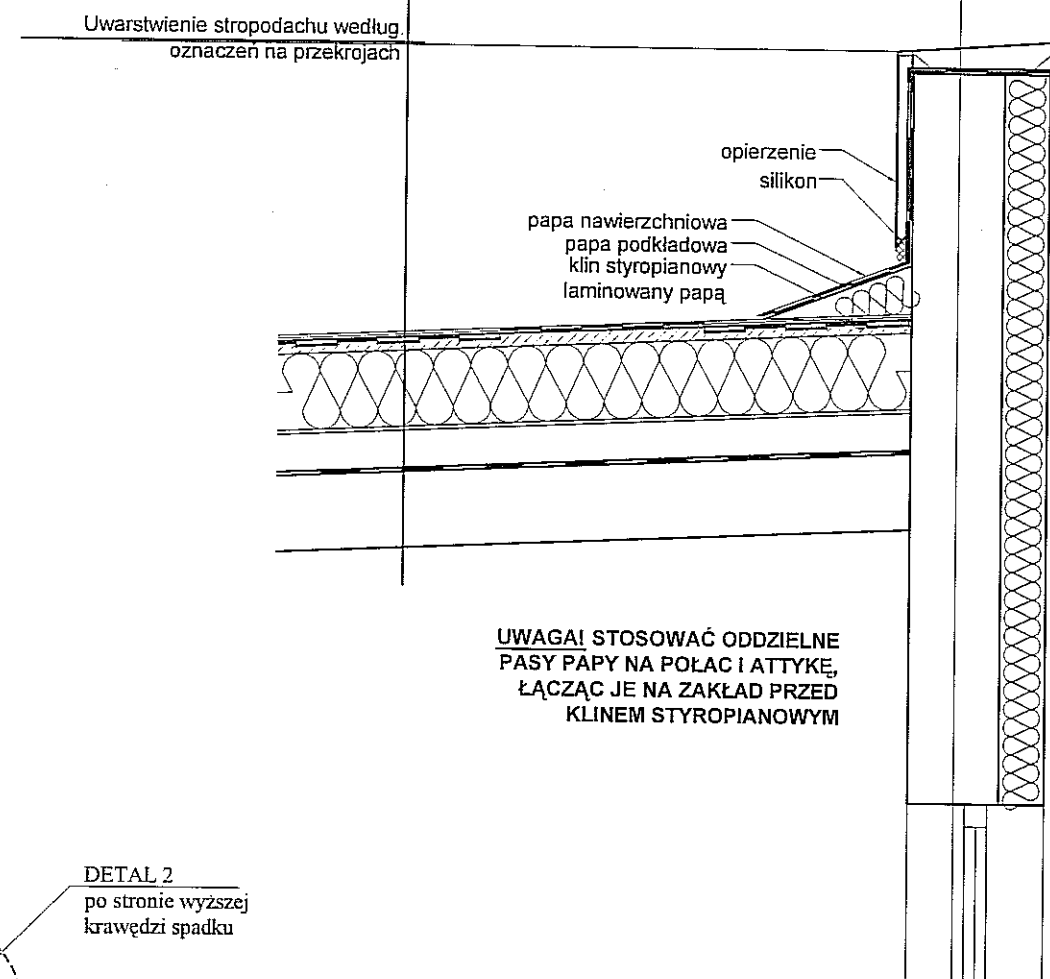 Uwarstwienie stropodachu według
oznaczeń na przekrojach
opierzenie
silikon
papa nawierzchniowa
papa podkładowa
klin styropianowy
laminowany papą
UWAGA! STOSOWAĆ ODDZIELNE
PASY PAPY NA POŁAC I ATTYKĘ,
ŁĄCZĄC JE NA ZAKŁAD PRZED
KLINEM STYROPIANOWYM
DETAL 2
po stronie wyższej
krawędzi spadku